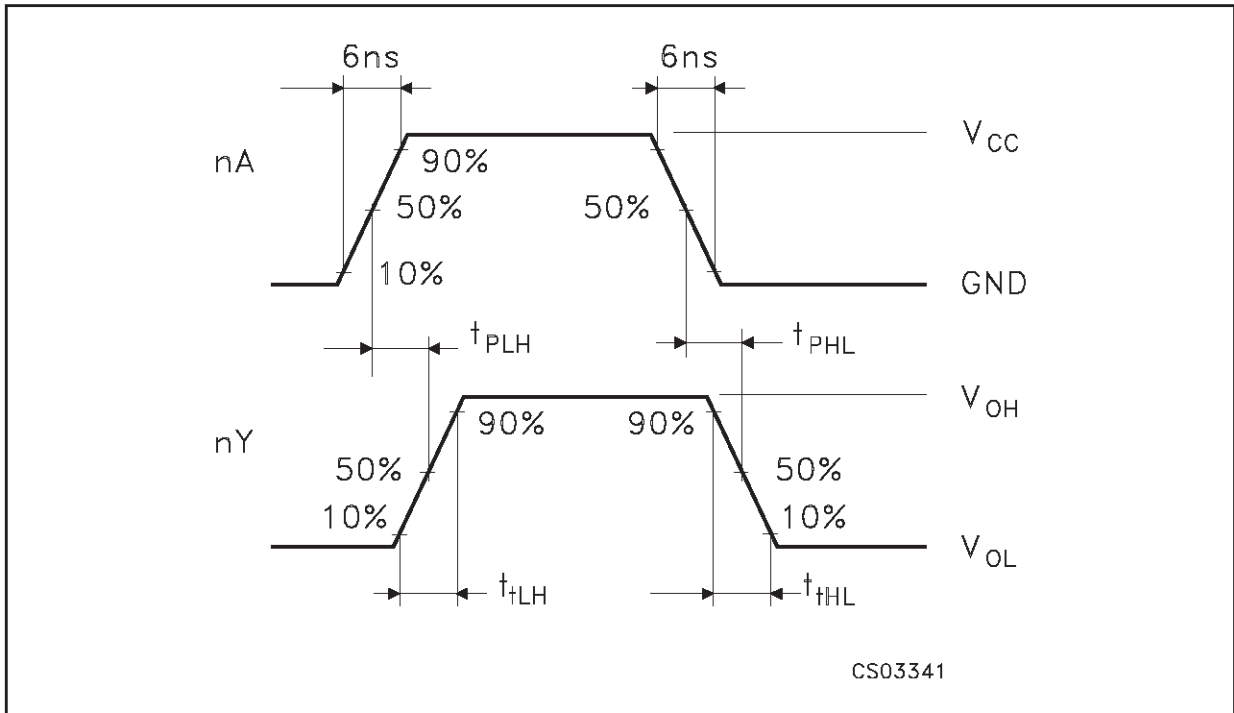 6ns 6ns
V_CC
nA
90%
50% 50%
10%
GND
t_PLH t_PHL
V_OH
90% 90%
nY
50% 50%
10% 10%
V_OL
t_tLH t_tHL
CS03341